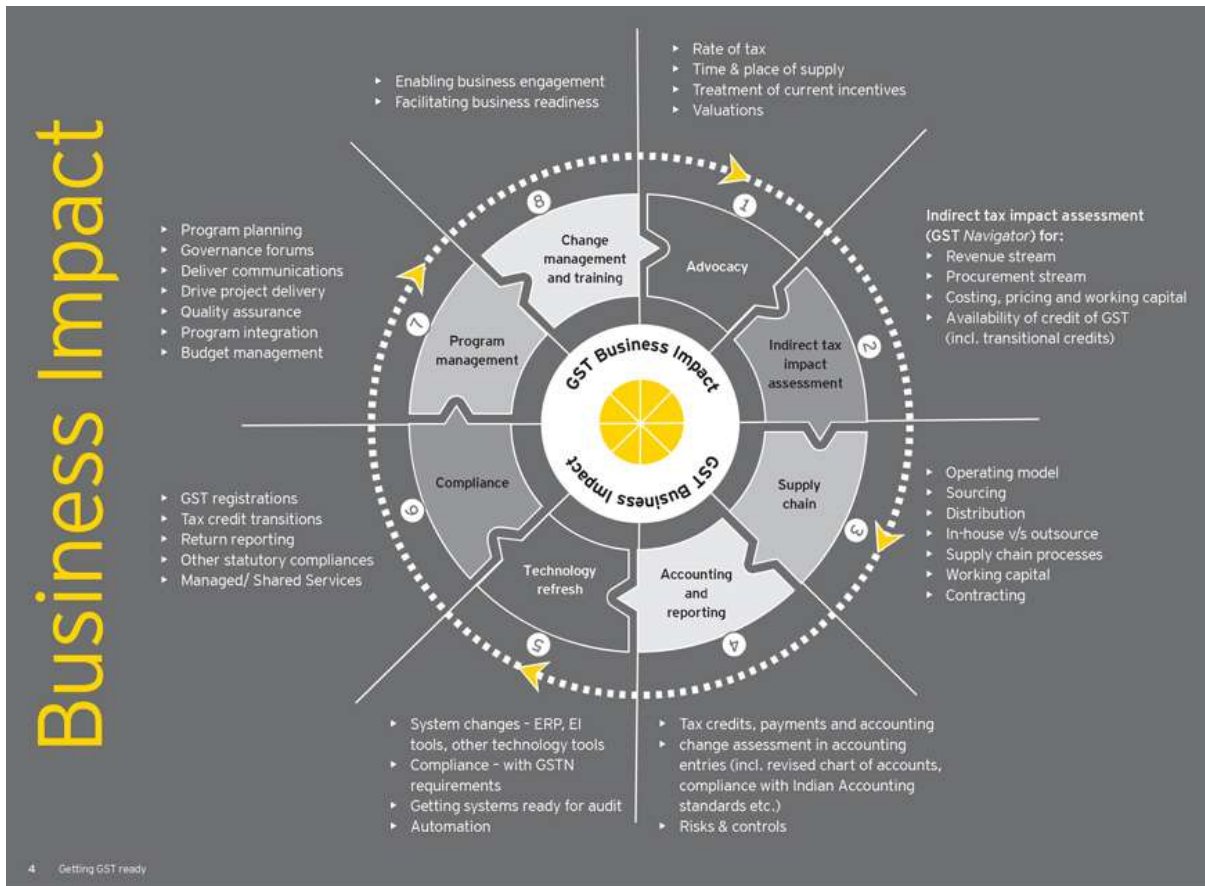 Business Impact
▸ Rate of tax
▸ Time & place of supply
▸ Treatment of current incentives
▸ Valuations
1
Advocacy
Indirect tax impact assessment
(GST Navigator) for:
▸ Revenue stream
▸ Procurement stream
▸ Costing, pricing and working capital
▸ Availability of credit of GST
(incl. transitional credits)
2
Indirect tax
impact
assessment
▸ Operating model
▸ Sourcing
▸ Distribution
▸ In-house v/s outsource
▸ Supply chain processes
▸ Working capital
▸ Contracting
3
Supply
chain
▸ Tax credits, payments and accounting
▸ change assessment in accounting
entries (incl. revised chart of accounts,
compliance with Indian Accounting
standards etc.)
▸ Risks & controls
4
Accounting
and
reporting
▸ System changes – ERP, EI
tools, other technology tools
▸ Compliance – with GSTN
requirements
▸ Getting systems ready for audit
▸ Automation
5
Technology
refresh
▸ GST registrations
▸ Tax credit transitions
▸ Return reporting
▸ Other statutory compliances
▸ Managed/ Shared Services
6
Compliance
▸ Program planning
▸ Governance forums
▸ Deliver communications
▸ Drive project delivery
▸ Quality assurance
▸ Program integration
▸ Budget management
7
Program
management
▸ Enabling business engagement
▸ Facilitating business readiness
8
Change
management
and training
GST Business Impact
GST Business Impact
4 Getting GST ready